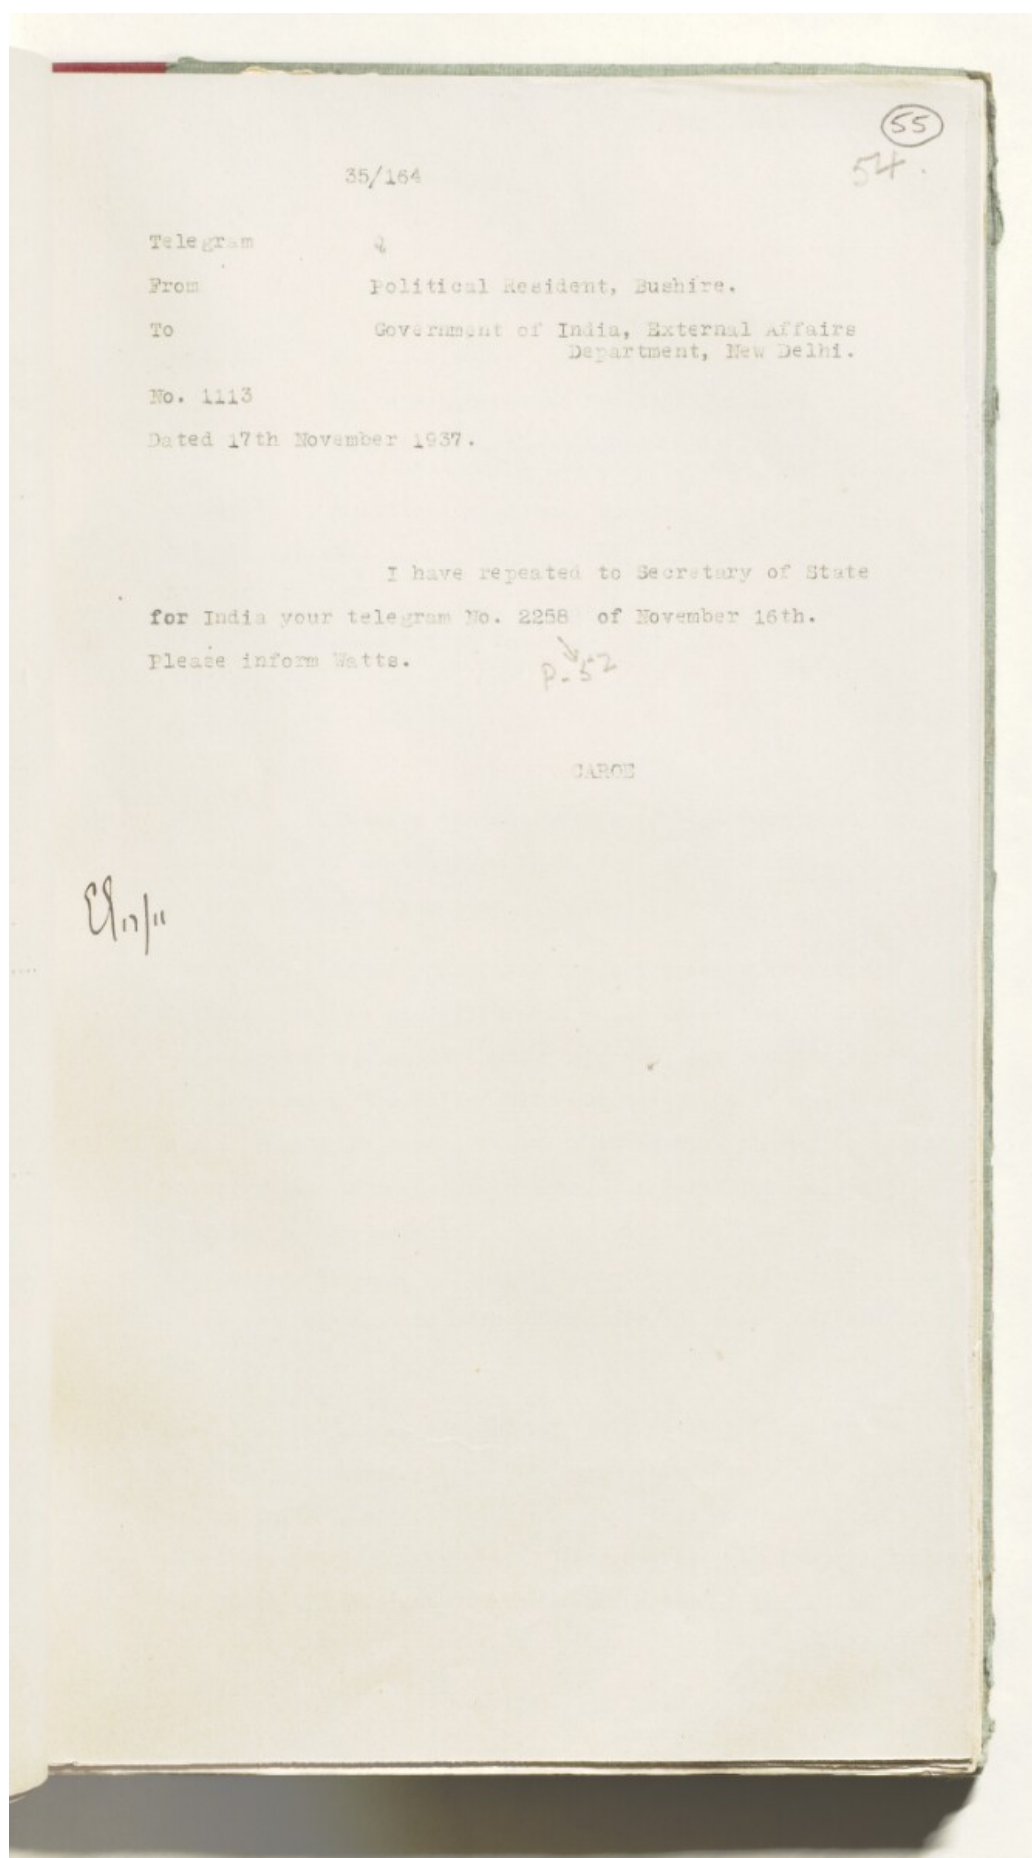 55
54.
35/164
Telegram Q
From Political Resident, Bushire.
To Government of India, External Affairs
Department, New Delhi.
No. 1113
Dated 17th November 1937.
I have repeated to Secretary of State
for India your telegram No. 2258 of November 16th.
Please inform Watts.
P-52
CAROE
17/11